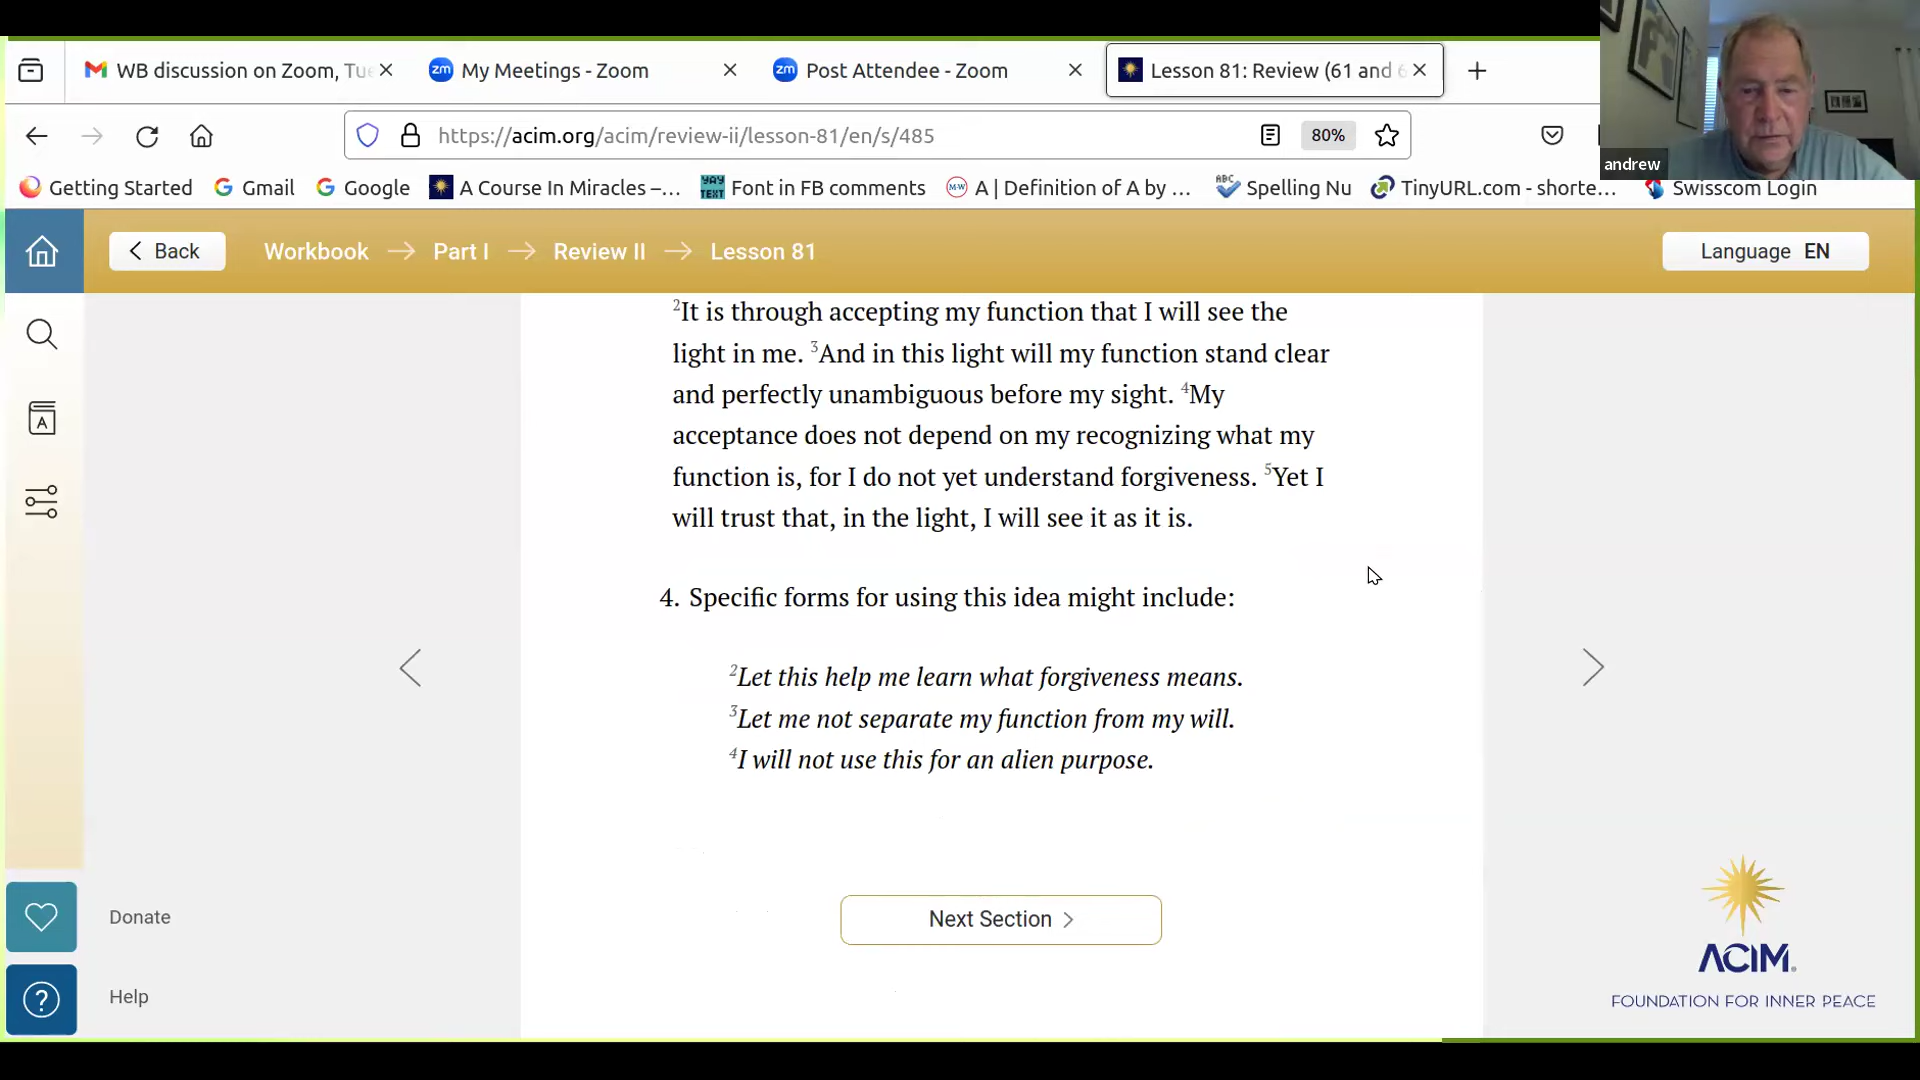 WB discussion on Zoom, Tue
My Meetings - Zoom
Post Attendee - Zoom
Lesson 81: Review (61 and 6
https://acim.org/acim/review-ii/lesson-81/en/s/485
80%
andrew
Getting Started
Gmail
Google
A Course In Miracles –...
YAY TEXT
Font in FB comments
M-W
A | Definition of A by ...
ABC
Spelling Nu
TinyURL.com - shorte...
Swisscom Login
Back
Workbook
Part I
Review II
Lesson 81
Language EN
2It is through accepting my function that I will see the
light in me. 3And in this light will my function stand clear
and perfectly unambiguous before my sight. 4My
acceptance does not depend on my recognizing what my
function is, for I do not yet understand forgiveness. 5Yet I
will trust that, in the light, I will see it as it is.
4. Specific forms for using this idea might include:
2Let this help me learn what forgiveness means.
3Let me not separate my function from my will.
4I will not use this for an alien purpose.
Donate
Next Section
Help
ACIM
FOUNDATION FOR INNER PEACE